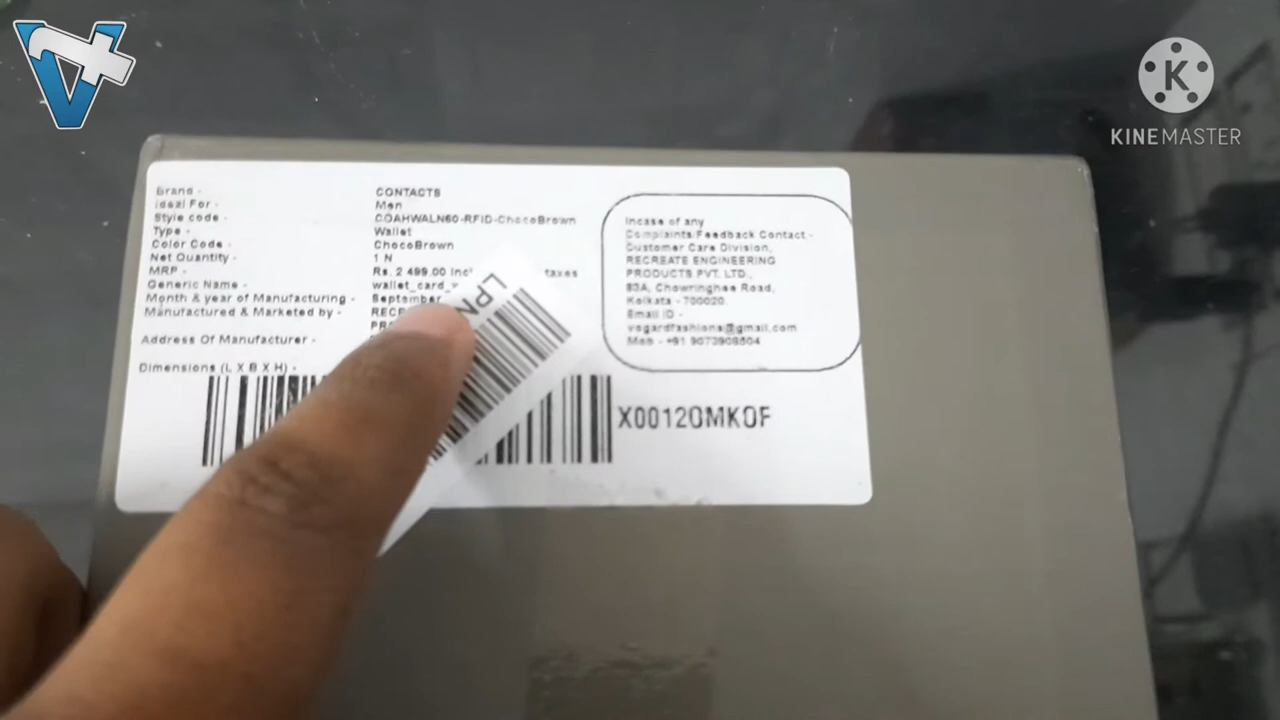 KINEMASTER
Brand - CONTACTS
Ideal For - Men
Style code - COAHWALN60-RFID-ChocoBrown
Type - Wallet
Color Code - ChocoBrown
Net Quantity - 1 N
MRP - Rs. 2 499.00 Incl taxes
Generic Name - wallet_card_
Month & year of Manufacturing - September
Manufactured & Marketed by -
Address Of Manufacturer -
Dimensions (L X B X H) -
Incase of any
Complaints/Feedback Contact -
Customer Care Division,
RECREATE ENGINEERING
PRODUCTS PVT. LTD.,
83A, Chowringhee Road,
Kolkata - 700020.
Email ID -
vogardfashions@gmail.com
Mob - +91
LPN